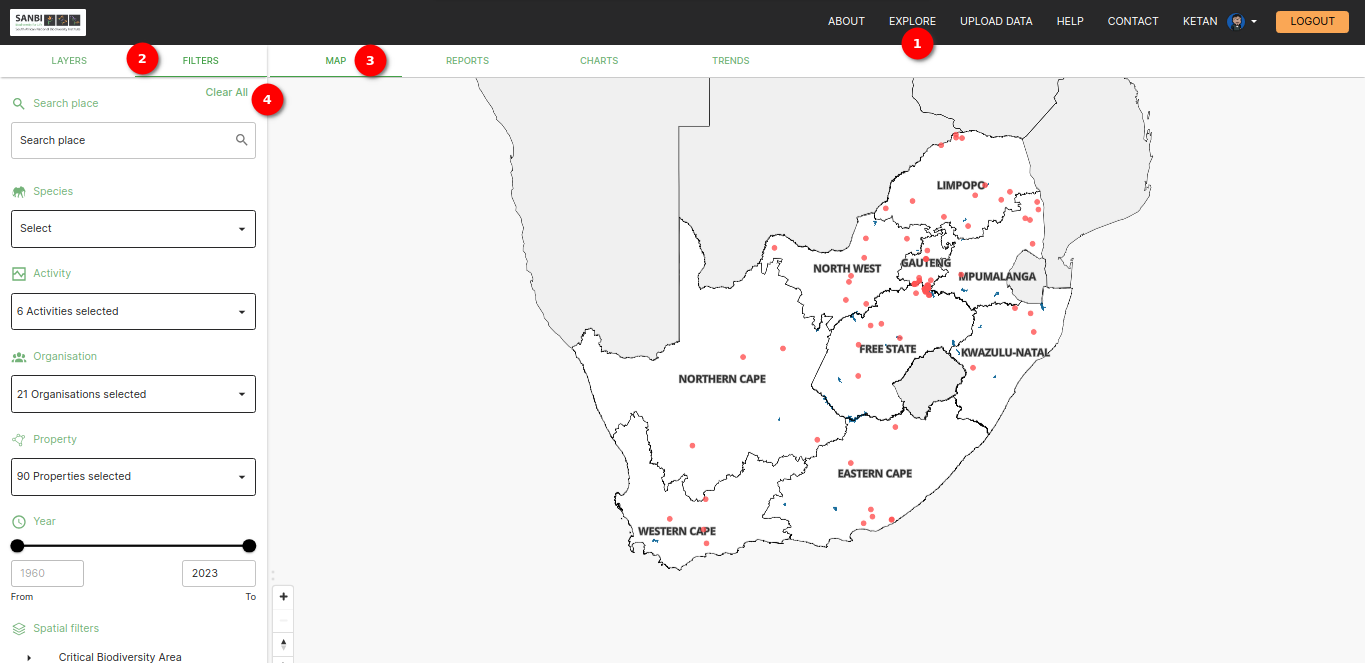 SANBI
ABOUT
EXPLORE
UPLOAD DATA
HELP
CONTACT
KETAN
LOGOUT
1
LAYERS
2
FILTERS
MAP
3
REPORTS
CHARTS
TRENDS
Clear All
4
Search place
Search place
Species
Select
Activity
6 Activities selected
Organisation
21 Organisations selected
Property
90 Properties selected
Year
1960
2023
From
To
Spatial filters
Critical Biodiversity Area
+
LIMPOPO
NORTH WEST
GAUTENG
MPUMALANGA
FREE STATE
KWAZULU-NATAL
NORTHERN CAPE
EASTERN CAPE
WESTERN CAPE